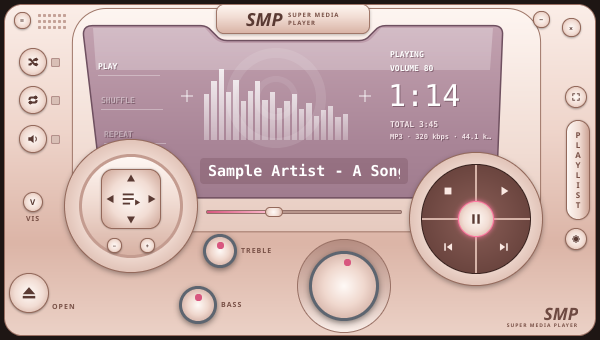 SMP SUPER MEDIA PLAYER
PLAY
SHUFFLE
REPEAT
PLAYING
VOLUME 80
1:14
TOTAL 3:45
MP3 · 320 kbps · 44.1 k…
Sample Artist - A Song
PLAYLIST
V
VIS
TREBLE
BASS
OPEN
SMP
SUPER MEDIA PLAYER